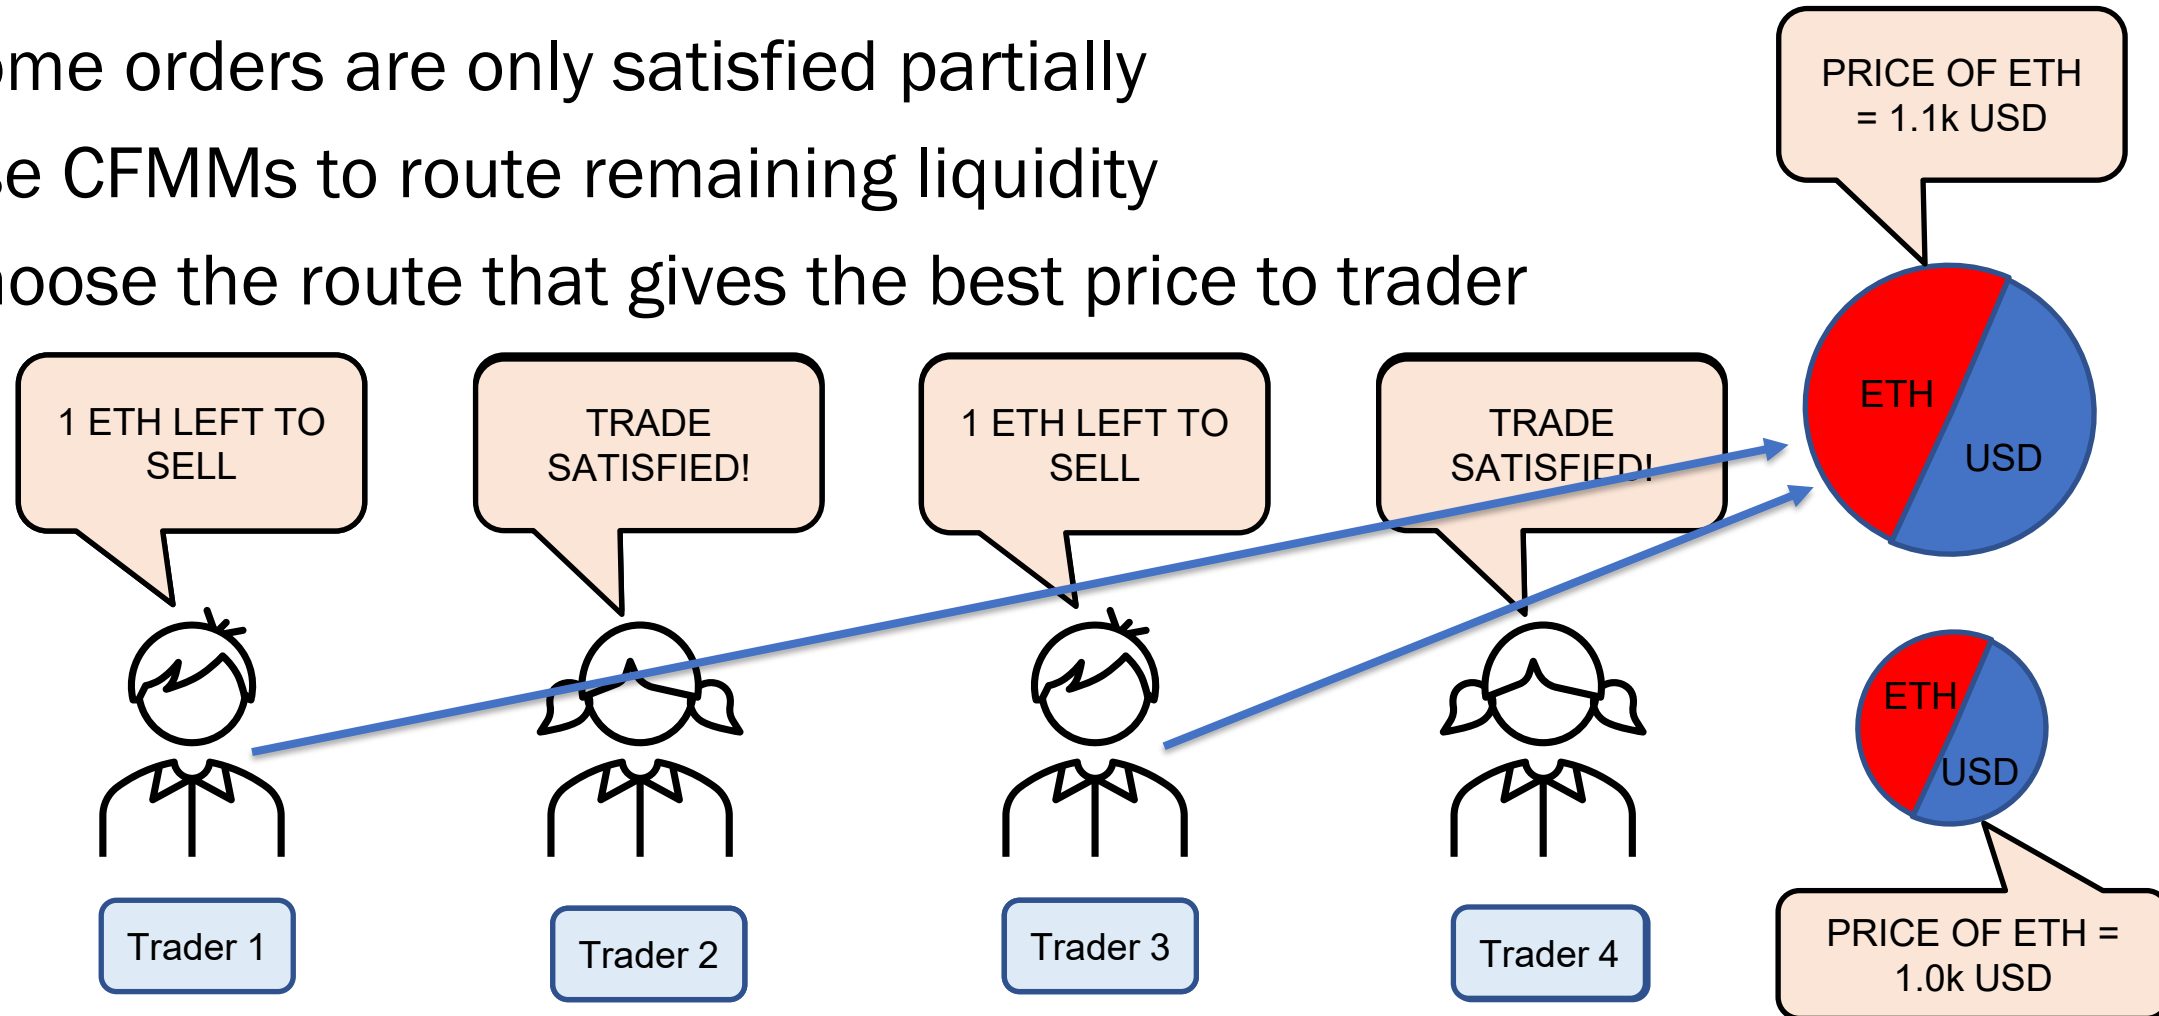 ome orders are only satisfied partially
se CFMMs to route remaining liquidity
oose the route that gives the best price to trader
PRICE OF ETH
= 1.1k USD
1 ETH LEFT TO
SELL
TRADE
SATISFIED!
1 ETH LEFT TO
SELL
TRADE
SATISFIED!
ETH
USD
ETH
USD
Trader 1
Trader 2
Trader 3
Trader 4
PRICE OF ETH =
1.0k USD